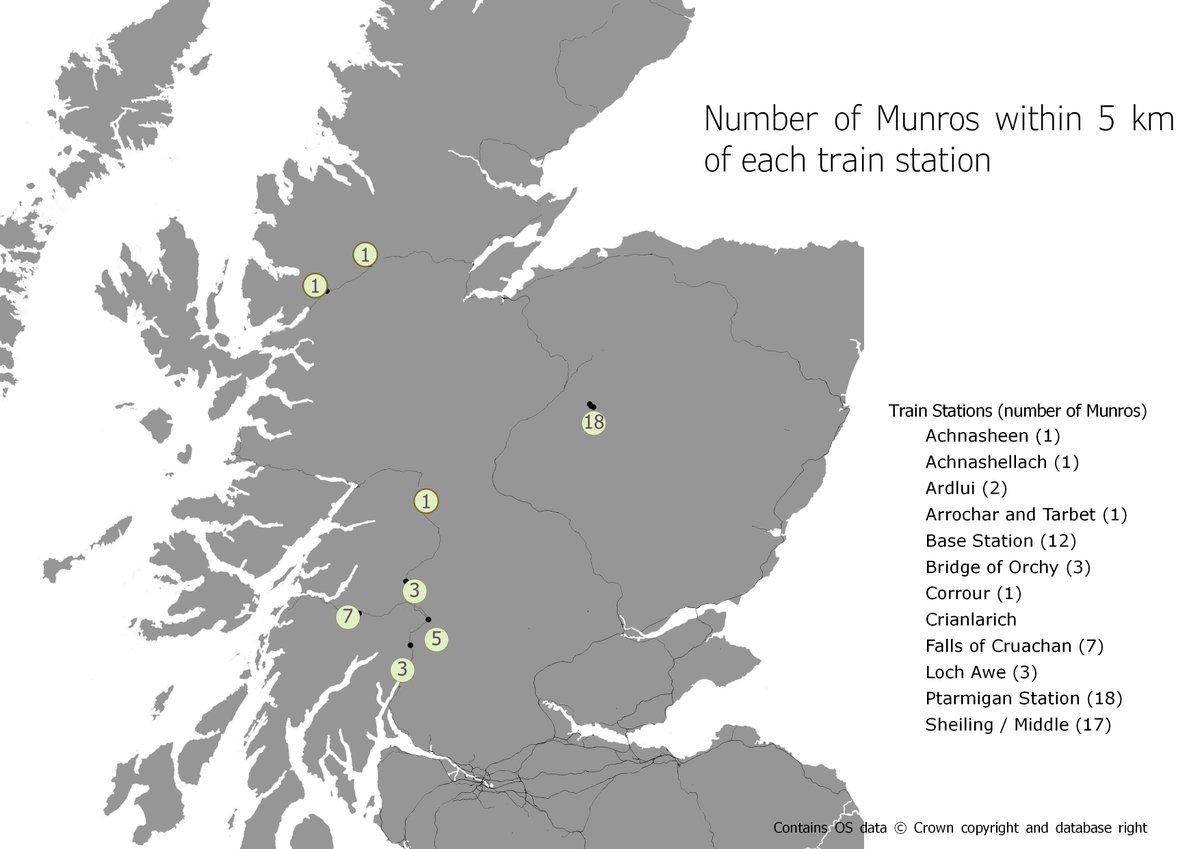 Number of Munros within 5 km
of each train station
1
1
18
1
3
7
5
3
Train Stations (number of Munros)
Achnasheen (1)
Achnashellach (1)
Ardlui (2)
Arrochar and Tarbet (1)
Base Station (12)
Bridge of Orchy (3)
Corrour (1)
Crianlarich
Falls of Cruachan (7)
Loch Awe (3)
Ptarmigan Station (18)
Sheiling / Middle (17)
Contains OS data © Crown copyright and database right